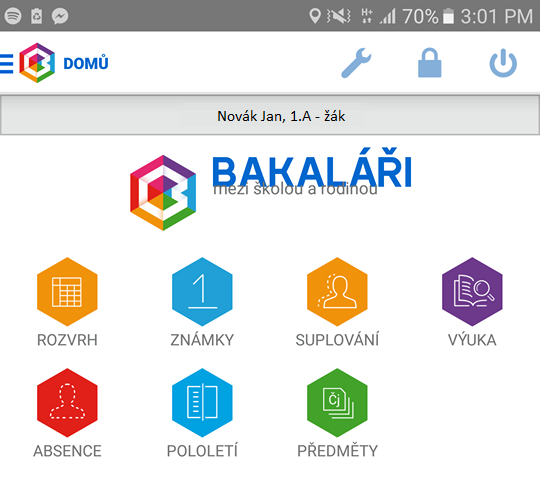 H+ 70% 3:01 PM
DOMŮ
Novák Jan, 1.A - žák
BAKALÁŘI
mezi školou a rodinou
ROZVRH 1 ZNÁMKY SUPLOVÁNÍ VÝUKA
Čj
ABSENCE POLOLETÍ PŘEDMĚTY